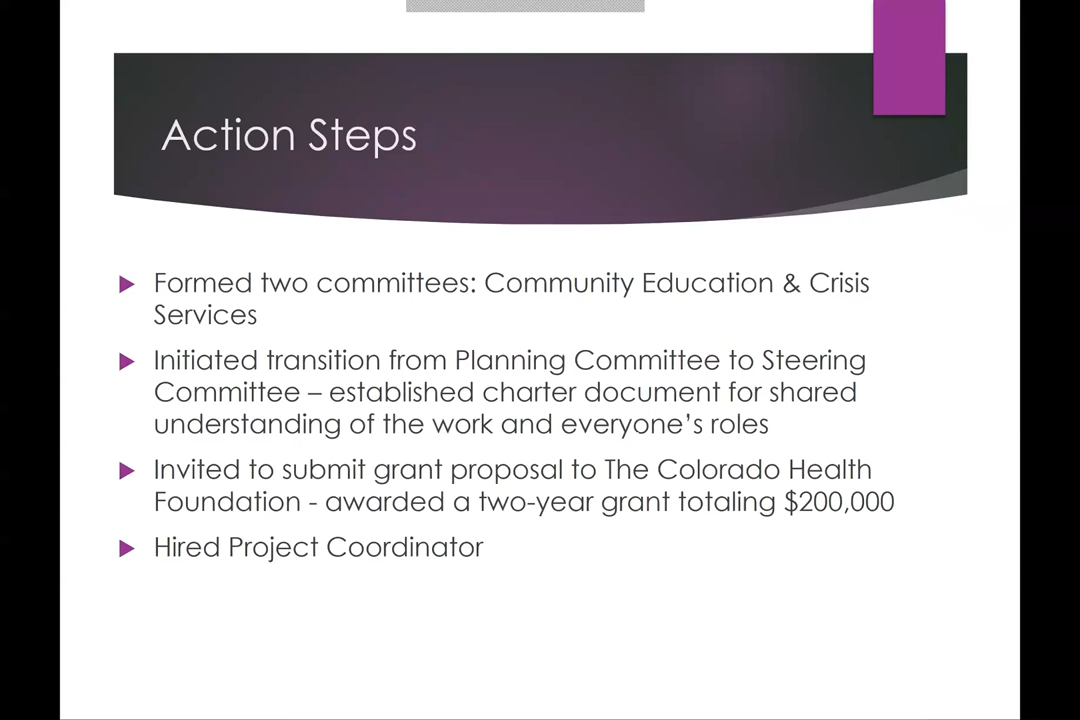 Action Steps
Formed two committees: Community Education & Crisis
Services
Initiated transition from Planning Committee to Steering
Committee – established charter document for shared
understanding of the work and everyone’s roles
Invited to submit grant proposal to The Colorado Health
Foundation - awarded a two-year grant totaling $200,000
Hired Project Coordinator